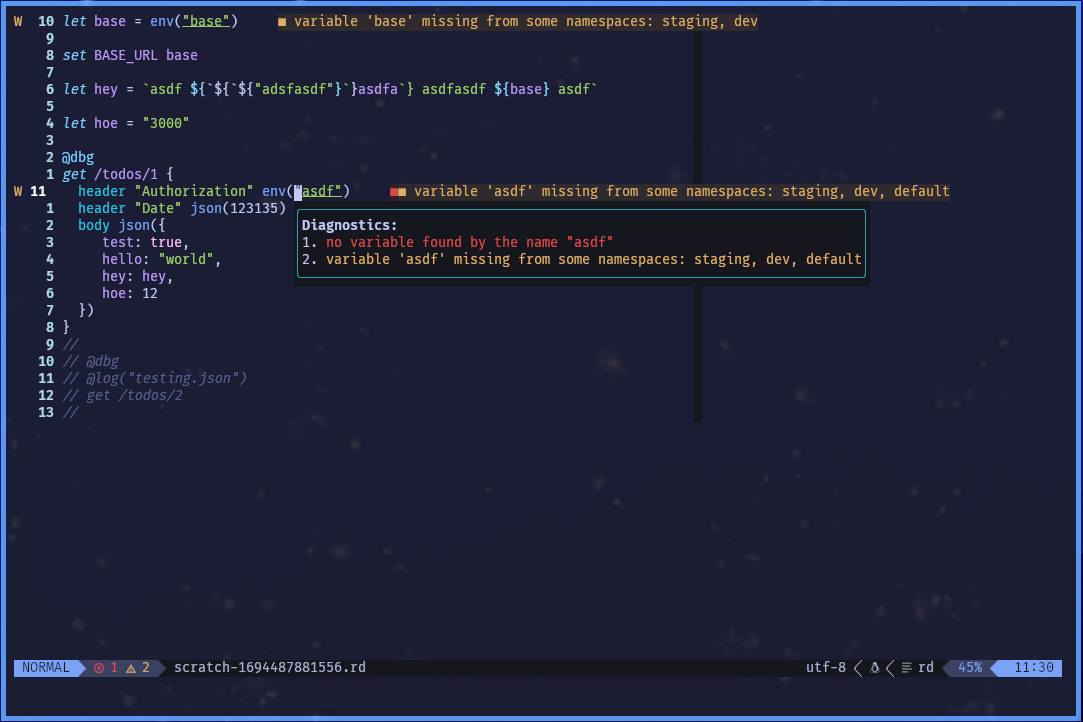 W 10 let base = env("base") ■ variable 'base' missing from some namespaces: staging, dev
9
8 set BASE_URL base
7
6 let hey = `asdf ${`${`${"adsfasdf"}`}asdfa`} asdfasdf ${base} asdf`
5
4 let hoe = "3000"
3
2 @dbg
1 get /todos/1 {
W 11 header "Authorization" env("asdf") ■■ variable 'asdf' missing from some namespaces: staging, dev, default
1 header "Date" json(123135)
2 body json({
Diagnostics:
3 test: true,
1. no variable found by the name "asdf"
4 hello: "world",
2. variable 'asdf' missing from some namespaces: staging, dev, default
5 hey: hey,
6 hoe: 12
7 })
8 }
9 //
10 // @dbg
11 // @log("testing.json")
12 // get /todos/2
13 //
NORMAL 1 2 scratch-1694487881556.rd utf-8 rd 45% 11:30